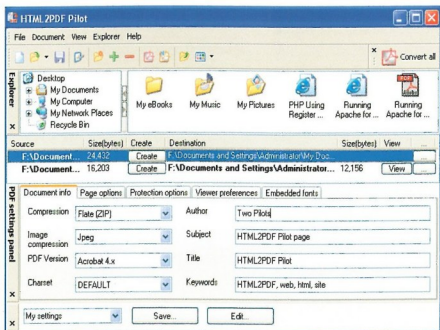 HTML2PDF Pilot
File Document View Explorer Help
Convert all
Explorer
Desktop
My Documents
My Computer
My Network Places
Recycle Bin
My eBooks
My Music
My Pictures
PHP Using Register ...
Running Apache for ...
Running Apache for ...
Source Size(bytes) Create Destination Size(bytes) View ...
F:\Document... 24,432 Create F:\Documents and Settings\Administrator\My Doc...
F:\Document... 16,203 Create F:\Documents and Settings\Administrator... 12,156 View ...
PDF settings panel
Document info Page options Protection options Viewer preferences Embedded fonts
Compression Flate (ZIP) Author Two Pilots
Image compression Jpeg Subject HTML2PDF Pilot page
PDF Version Acrobat 4.x Title HTML2PDF Pilot
Charset DEFAULT Keywords HTML2PDF, web, html, site
My settings Save... Edit...